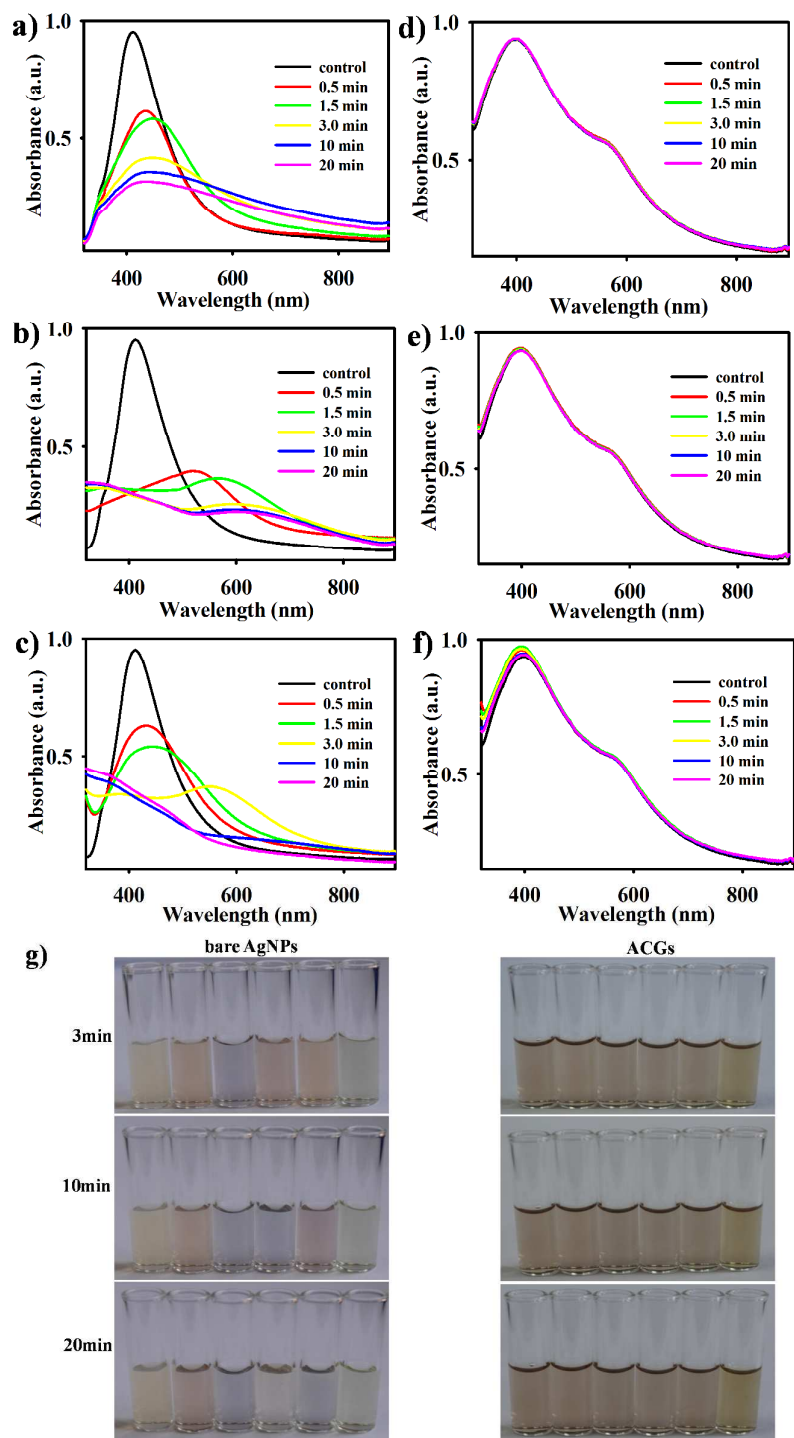 a)
1.0
0.5
Absorbance (a.u.)
control
0.5 min
1.5 min
3.0 min
10 min
20 min
400 600 800
Wavelength (nm)
d)
1.0
0.5
Absorbance (a.u.)
control
0.5 min
1.5 min
3.0 min
10 min
20 min
400 600 800
Wavelength (nm)
b)
1.0
0.5
Absorbance (a.u.)
control
0.5 min
1.5 min
3.0 min
10 min
20 min
400 600 800
Wavelength (nm)
e)
1.0
0.5
Absorbance (a.u.)
control
0.5 min
1.5 min
3.0 min
10 min
20 min
400 600 800
Wavelength (nm)
c)
1.0
0.5
Absorbance (a.u.)
control
0.5 min
1.5 min
3.0 min
10 min
20 min
400 600 800
Wavelength (nm)
f)
1.0
0.5
Absorbance (a.u.)
control
0.5 min
1.5 min
3.0 min
10 min
20 min
400 600 800
Wavelength (nm)
g)
bare AgNPs
ACGs
3min
10min
20min